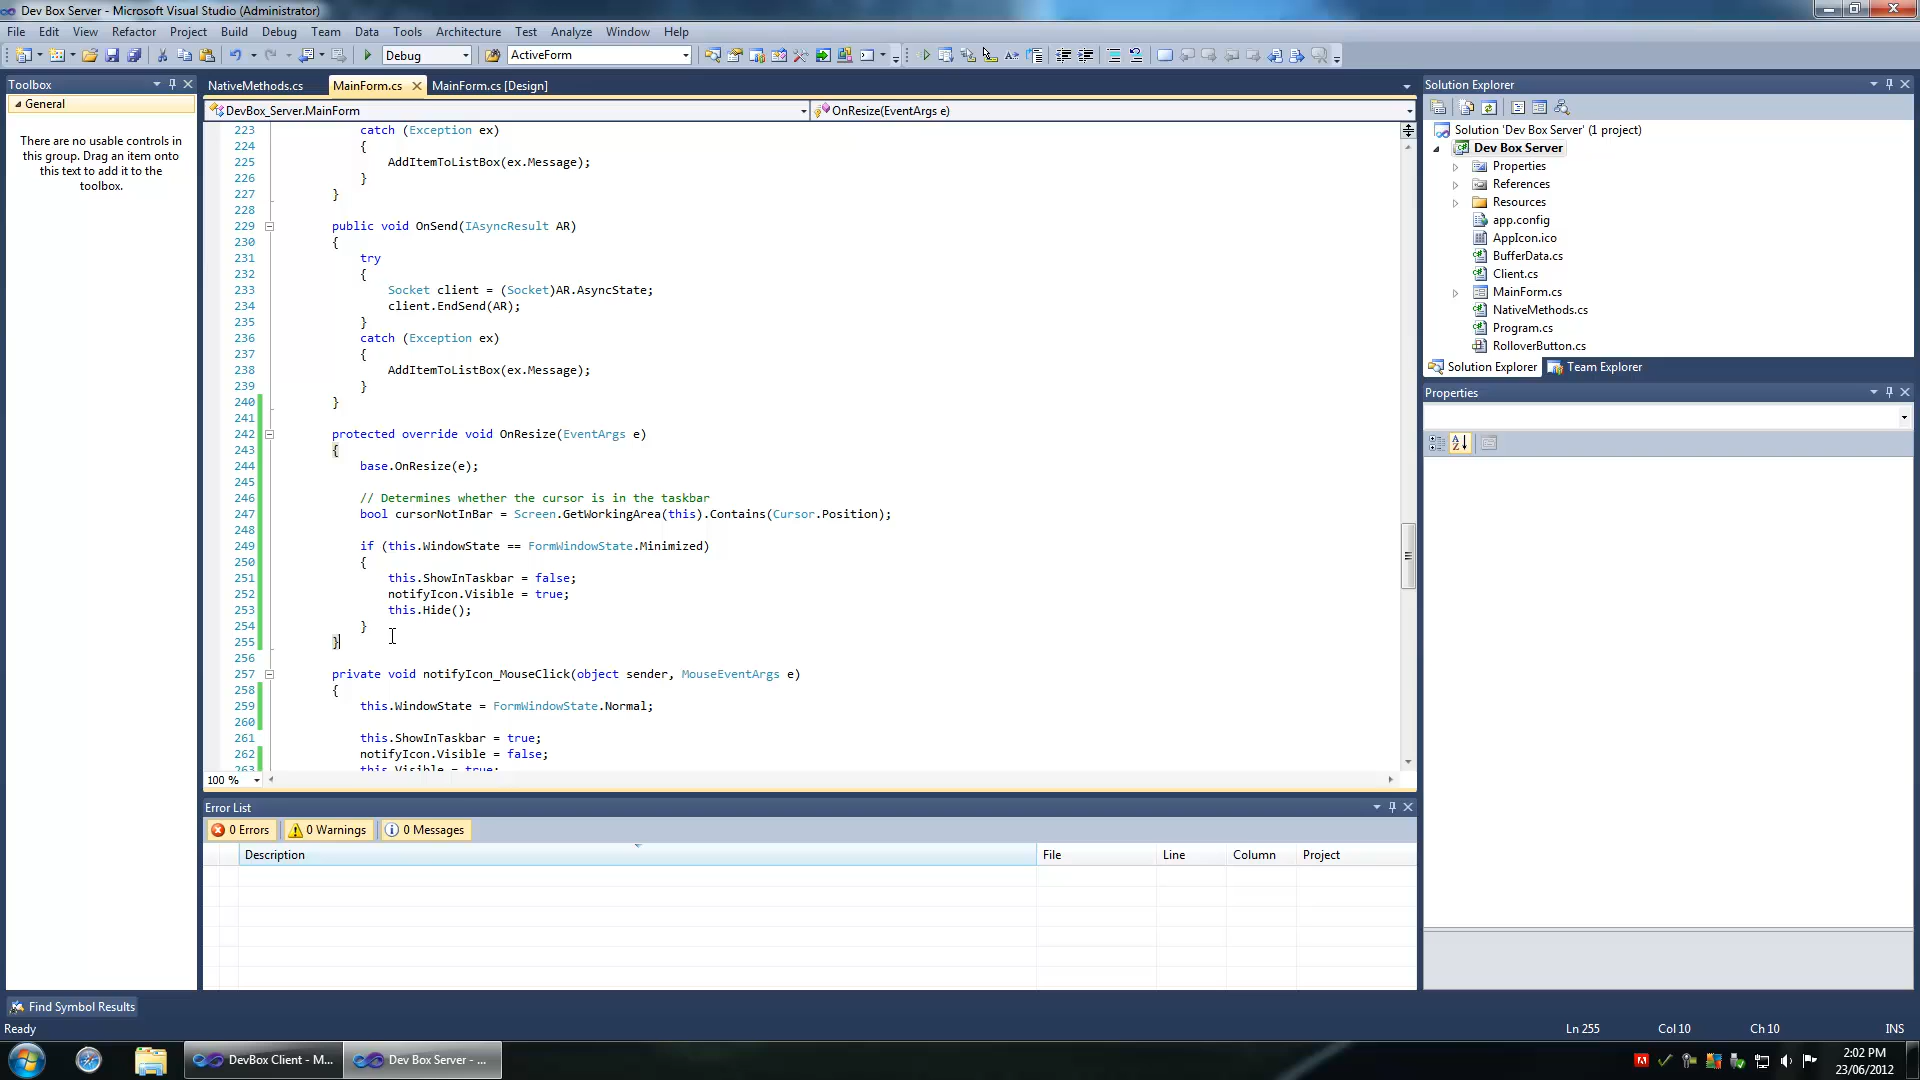 Dev Box Server - Microsoft Visual Studio (Administrator)
File Edit View Refactor Project Build Debug Team Data Tools Architecture Test Analyze Window Help
Debug ActiveForm
Toolbox
General
There are no usable controls in
this group. Drag an item onto
this text to add it to the
toolbox.
NativeMethods.cs MainForm.cs MainForm.cs [Design]
DevBox_Server.MainForm OnResize(EventArgs e)
223 catch (Exception ex)
224 {
225 AddItemToListBox(ex.Message);
226 }
227 }
228
229 public void OnSend(IAsyncResult AR)
230 {
231 try
232 {
233 Socket client = (Socket)AR.AsyncState;
234 client.EndSend(AR);
235 }
236 catch (Exception ex)
237 {
238 AddItemToListBox(ex.Message);
239 }
240 }
241
242 protected override void OnResize(EventArgs e)
243 {
244 base.OnResize(e);
245
246 // Determines whether the cursor is in the taskbar
247 bool cursorNotInBar = Screen.GetWorkingArea(this).Contains(Cursor.Position);
248
249 if (this.WindowState == FormWindowState.Minimized)
250 {
251 this.ShowInTaskbar = false;
252 notifyIcon.Visible = true;
253 this.Hide();
254 }
255 }
256
257 private void notifyIcon_MouseClick(object sender, MouseEventArgs e)
258 {
259 this.WindowState = FormWindowState.Normal;
260
261 this.ShowInTaskbar = true;
262 notifyIcon.Visible = false;
263 this.Visible = true;
100 %
Error List
0 Errors 0 Warnings 0 Messages
Description File Line Column Project
Solution Explorer
Solution 'Dev Box Server' (1 project)
Dev Box Server
Properties
References
Resources
app.config
AppIcon.ico
BufferData.cs
Client.cs
MainForm.cs
NativeMethods.cs
Program.cs
RolloverButton.cs
Solution Explorer Team Explorer
Properties
Find Symbol Results
Ready Ln 255 Col 10 Ch 10 INS
DevBox Client - M... Dev Box Server - ...
2:02 PM
23/06/2012